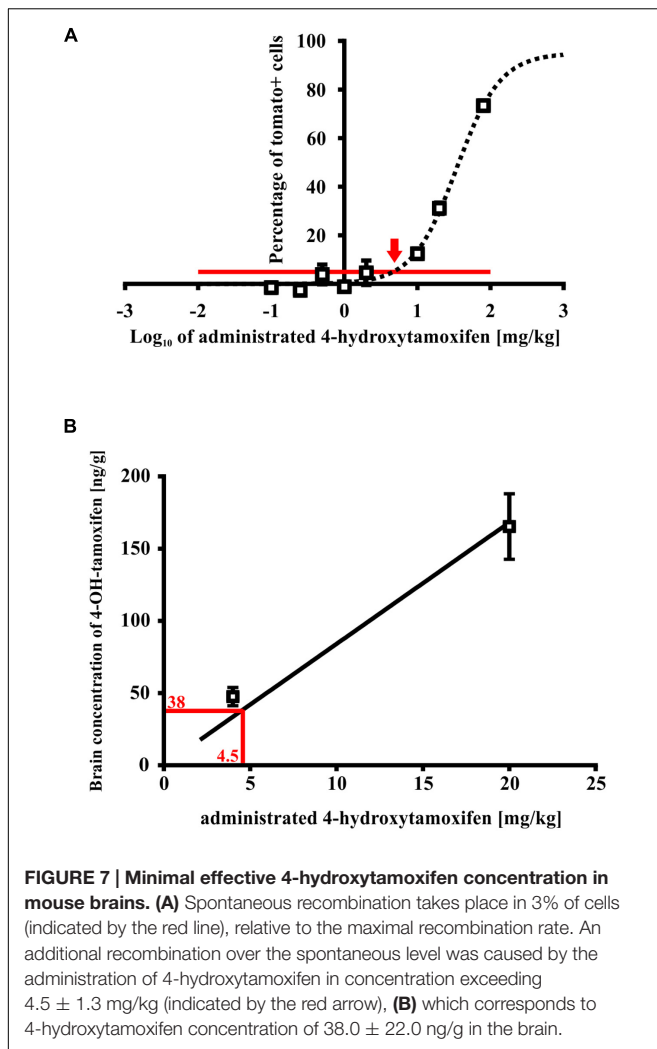 A
Percentage of tomato+ cells
100
80
60
40
20
-3 -2 -1 0 1 2 3
Log₁₀ of administrated 4-hydroxytamoxifen [mg/kg]
B
Brain concentration of 4-OH-tamoxifen [ng/g]
200
150
100
50
0
38
4.5
0 5 10 15 20 25
administrated 4-hydroxytamoxifen [mg/kg]
FIGURE 7 | Minimal effective 4-hydroxytamoxifen concentration in
mouse brains. (A) Spontaneous recombination takes place in 3% of cells
(indicated by the red line), relative to the maximal recombination rate. An
additional recombination over the spontaneous level was caused by the
administration of 4-hydroxytamoxifen in concentration exceeding
4.5 ± 1.3 mg/kg (indicated by the red arrow), (B) which corresponds to
4-hydroxytamoxifen concentration of 38.0 ± 22.0 ng/g in the brain.